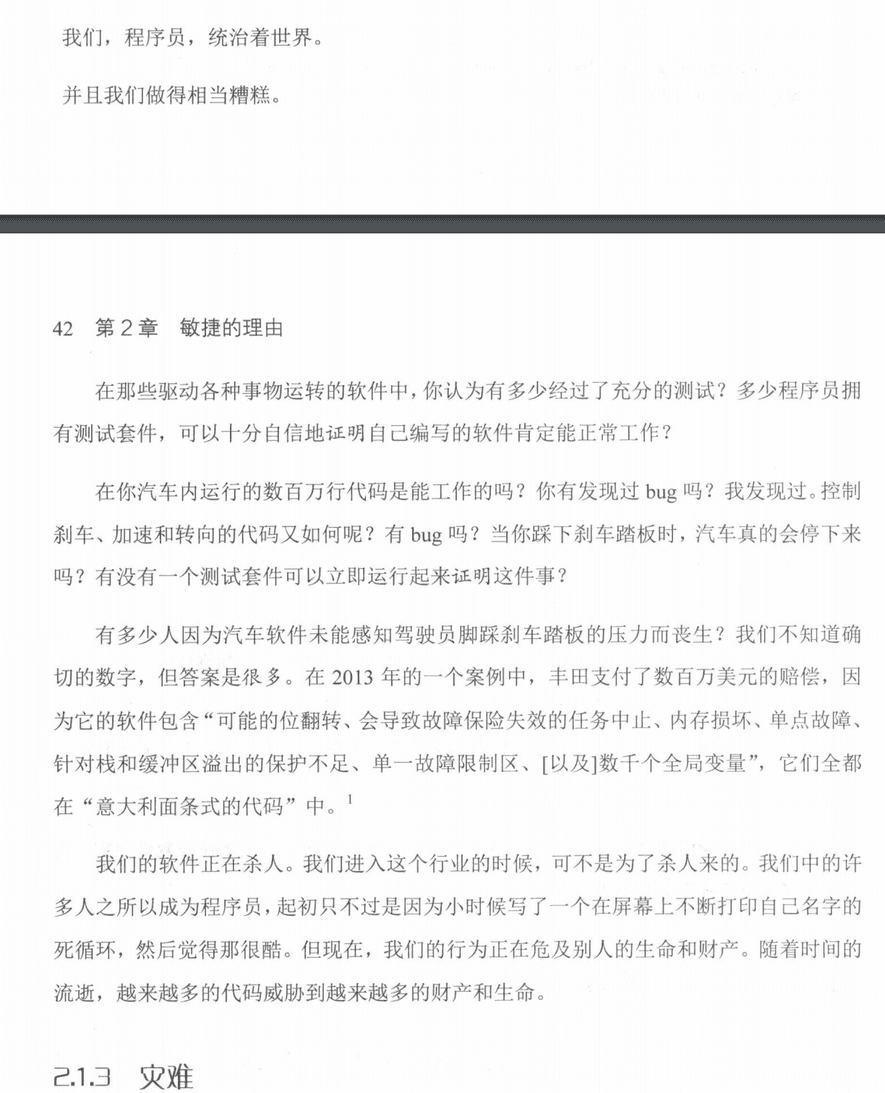 我们，程序员，统治着世界。
并且我们做得相当糟糕。
42 第2章 敏捷的理由
在那些驱动各种事物运转的软件中，你认为有多少经过了充分的测试？多少程序员拥
有测试套件，可以十分自信地证明自己编写的软件肯定能正常工作？
在你汽车内运行的数百万行代码是能工作的吗？你有发现过 bug 吗？我发现过。控制
刹车、加速和转向的代码又如何呢？有 bug 吗？当你踩下刹车踏板时，汽车真的会停下来
吗？有没有一个测试套件可以立即运行起来证明这件事？
有多少人因为汽车软件未能感知驾驶员脚踩刹车踏板的压力而丧生？我们不知道确
切的数字，但答案是很多。在 2013 年的一个案例中，丰田支付了数百万美元的赔偿，因
为它的软件包含“可能的位翻转、会导致故障保险失效的任务中止、内存损坏、单点故障、
针对栈和缓冲区溢出的保护不足、单一故障限制区、[以及]数千个全局变量”，它们全都
在“意大利面条式的代码”中。1
我们的软件正在杀人。我们进入这个行业的时候，可不是为了杀人来的。我们中的许
多人之所以成为程序员，起初只不过是因为小时候写了一个在屏幕上不断打印自己名字的
死循环，然后觉得那很酷。但现在，我们的行为正在危及别人的生命和财产。随着时间的
流逝，越来越多的代码威胁到越来越多的财产和生命。
2.1.3 灾难